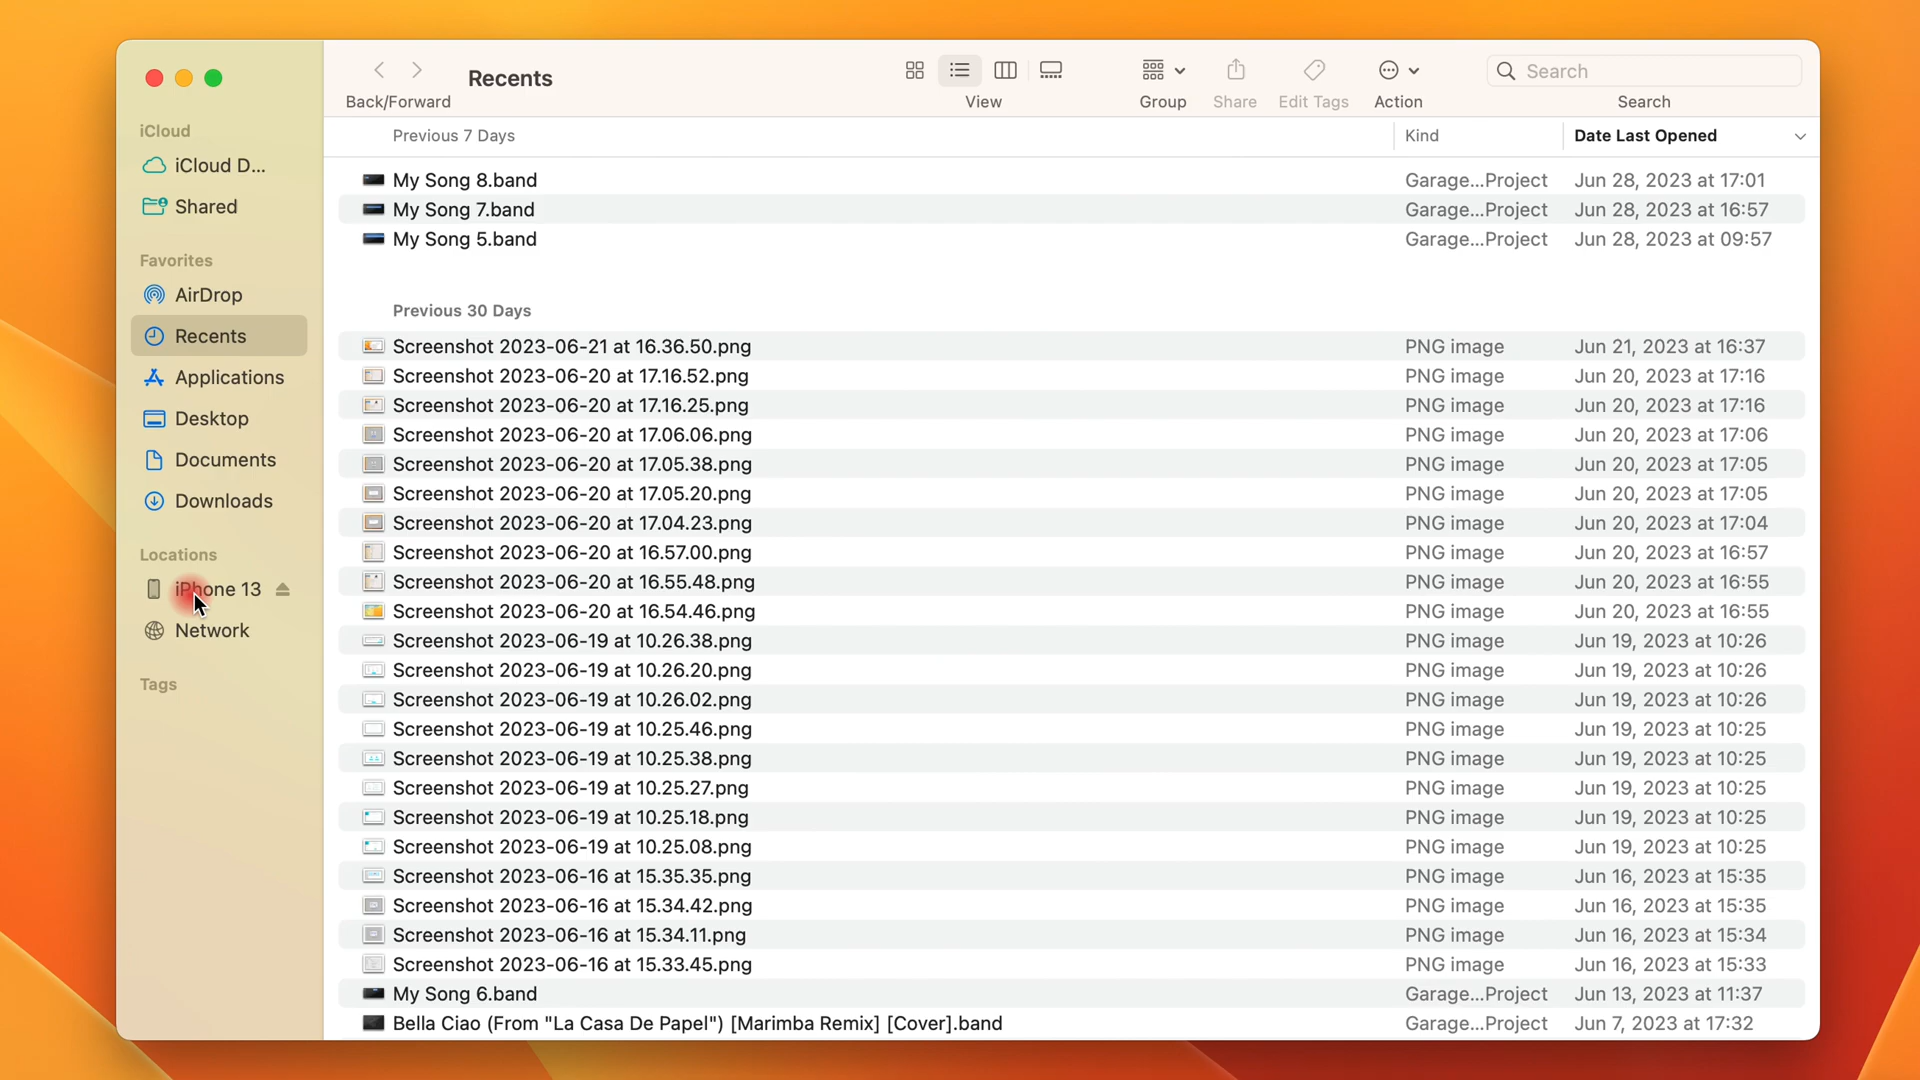 Recents
Back/Forward
View
Group
Share
Edit Tags
Action
Search
Search
iCloud
iCloud D...
Shared
Favorites
AirDrop
Recents
Applications
Desktop
Documents
Downloads
Locations
iPhone 13
Network
Tags
Previous 7 Days Kind Date Last Opened
My Song 8.band Garage...Project Jun 28, 2023 at 17:01
My Song 7.band Garage...Project Jun 28, 2023 at 16:57
My Song 5.band Garage...Project Jun 28, 2023 at 09:57
Previous 30 Days
Screenshot 2023-06-21 at 16.36.50.png PNG image Jun 21, 2023 at 16:37
Screenshot 2023-06-20 at 17.16.52.png PNG image Jun 20, 2023 at 17:16
Screenshot 2023-06-20 at 17.16.25.png PNG image Jun 20, 2023 at 17:16
Screenshot 2023-06-20 at 17.06.06.png PNG image Jun 20, 2023 at 17:06
Screenshot 2023-06-20 at 17.05.38.png PNG image Jun 20, 2023 at 17:05
Screenshot 2023-06-20 at 17.05.20.png PNG image Jun 20, 2023 at 17:05
Screenshot 2023-06-20 at 17.04.23.png PNG image Jun 20, 2023 at 17:04
Screenshot 2023-06-20 at 16.57.00.png PNG image Jun 20, 2023 at 16:57
Screenshot 2023-06-20 at 16.55.48.png PNG image Jun 20, 2023 at 16:55
Screenshot 2023-06-20 at 16.54.46.png PNG image Jun 20, 2023 at 16:55
Screenshot 2023-06-19 at 10.26.38.png PNG image Jun 19, 2023 at 10:26
Screenshot 2023-06-19 at 10.26.20.png PNG image Jun 19, 2023 at 10:26
Screenshot 2023-06-19 at 10.26.02.png PNG image Jun 19, 2023 at 10:26
Screenshot 2023-06-19 at 10.25.46.png PNG image Jun 19, 2023 at 10:25
Screenshot 2023-06-19 at 10.25.38.png PNG image Jun 19, 2023 at 10:25
Screenshot 2023-06-19 at 10.25.27.png PNG image Jun 19, 2023 at 10:25
Screenshot 2023-06-19 at 10.25.18.png PNG image Jun 19, 2023 at 10:25
Screenshot 2023-06-19 at 10.25.08.png PNG image Jun 19, 2023 at 10:25
Screenshot 2023-06-16 at 15.35.35.png PNG image Jun 16, 2023 at 15:35
Screenshot 2023-06-16 at 15.34.42.png PNG image Jun 16, 2023 at 15:35
Screenshot 2023-06-16 at 15.34.11.png PNG image Jun 16, 2023 at 15:34
Screenshot 2023-06-16 at 15.33.45.png PNG image Jun 16, 2023 at 15:33
My Song 6.band Garage...Project Jun 13, 2023 at 11:37
Bella Ciao (From "La Casa De Papel") [Marimba Remix] [Cover].band Garage...Project Jun 7, 2023 at 17:32